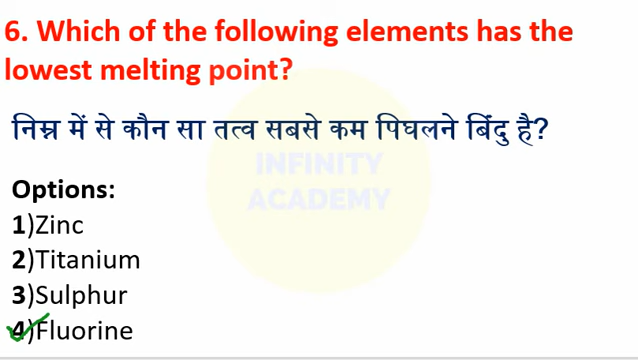 6. Which of the following elements has the
lowest melting point?
निम्न में से कौन सा तत्व सबसे कम पिघलने बिंदु है?
INFINITY
ACADEMY
Options:
1)Zinc
2)Titanium
3)Sulphur
4)Fluorine